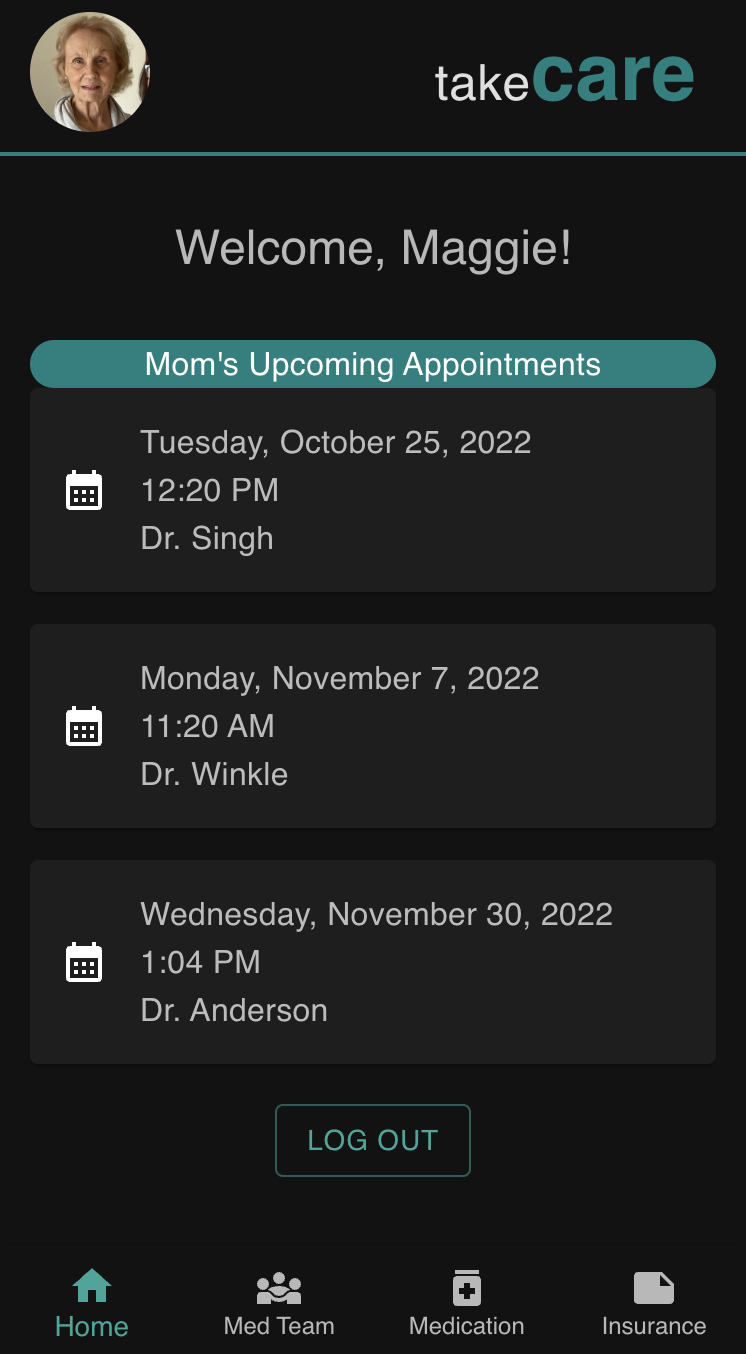 takecare
Welcome, Maggie!
Mom's Upcoming Appointments
Tuesday, October 25, 2022
12:20 PM
Dr. Singh
Monday, November 7, 2022
11:20 AM
Dr. Winkle
Wednesday, November 30, 2022
1:04 PM
Dr. Anderson
LOG OUT
Home
Med Team
Medication
Insurance